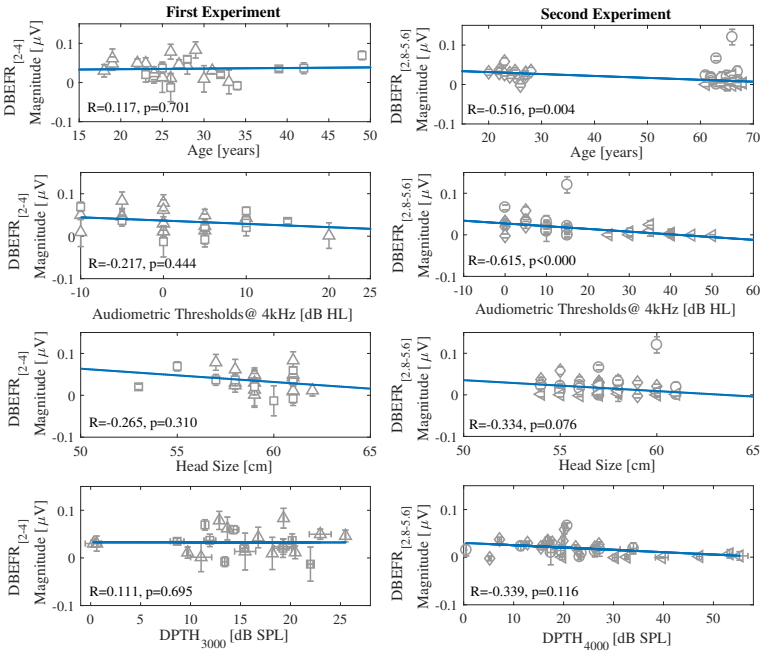 First Experiment
DBEFR[2-4]
Magnitude [ μV]
0.1
0
-0.1
R=0.117, p=0.701
15 20 25 30 35 40 45 50
Age [years]
Second Experiment
DBEFR[2.8-5.6]
Magnitude [ μV]
0.1
0
-0.1
R=-0.516, p=0.004
20 30 40 50 60 70
Age [years]
DBEFR[2-4]
Magnitude [ μV]
0.1
0
-0.1
R=-0.217, p=0.444
-10 -5 0 5 10 15 20 25
Audiometric Thresholds@ 4kHz [dB HL]
DBEFR[2.8-5.6]
Magnitude [ μV]
0.1
0
-0.1
R=-0.615, p<0.000
-10 0 10 20 30 40 50 60
Audiometric Thresholds@ 4kHz [dB HL]
DBEFR[2-4]
Magnitude [ μV]
0.1
0
-0.1
R=-0.265, p=0.310
50 55 60 65
Head Size [cm]
DBEFR[2.8-5.6]
Magnitude [ μV]
0.1
0
-0.1
R=-0.334, p=0.076
50 55 60 65
Head Size [cm]
DBEFR[2-4]
Magnitude [ μV]
0.1
0
-0.1
R=0.111, p=0.695
0 5 10 15 20 25
DPTH3000 [dB SPL]
DBEFR[2.8-5.6]
Magnitude [ μV]
0.1
0
-0.1
R=-0.339, p=0.116
0 10 20 30 40 50
DPTH4000 [dB SPL]